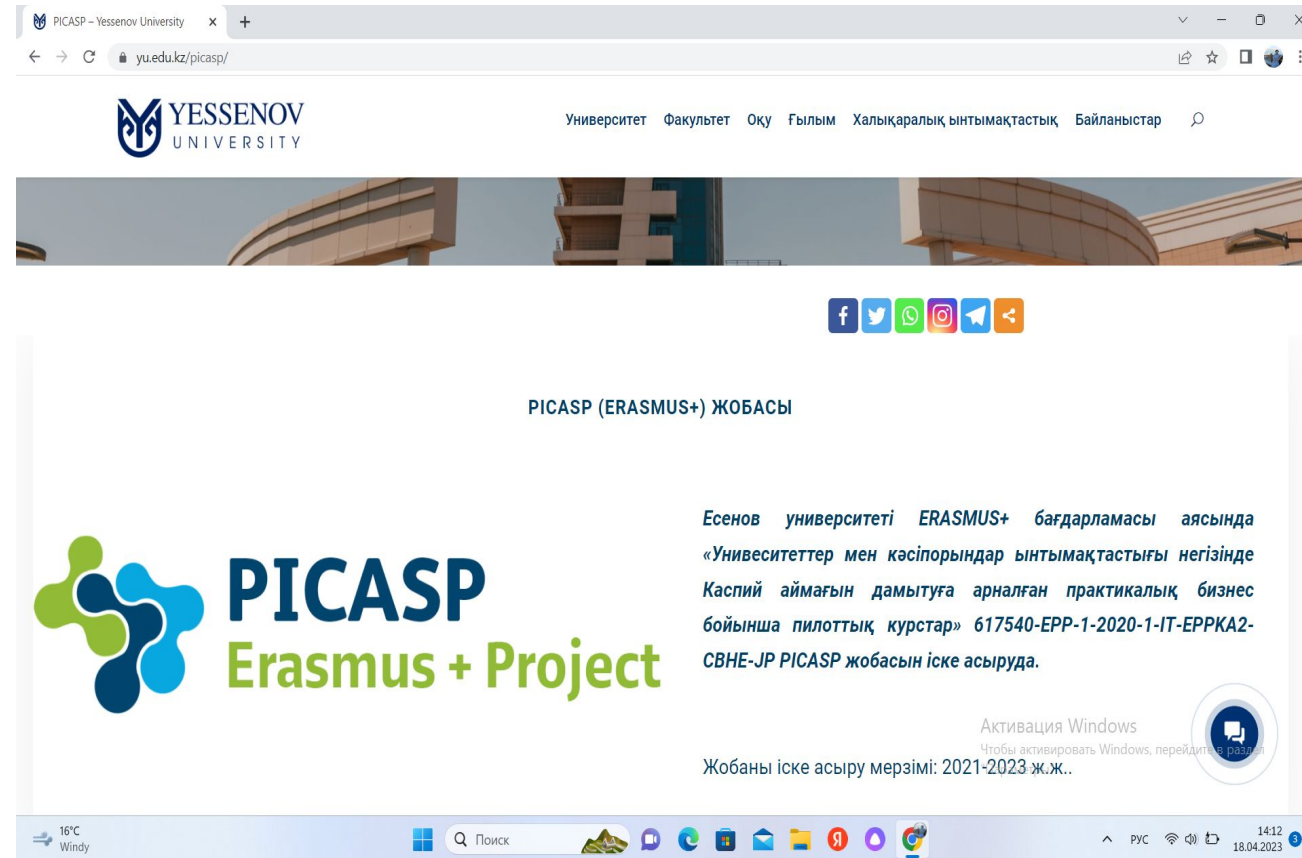 PICASP – Yessenov University
yu.edu.kz/picasp/
YESSENOV
UNIVERSITY
Университет Факультет Оқу Ғылым Халықаралық ынтымақтастық Байланыстар
PICASP (ERASMUS+) ЖОБАСЫ
PICASP
Erasmus + Project
Есенов университеті ERASMUS+ бағдарламасы аясында
«Унивеситеттер мен кәсіпорындар ынтымақтастығы негізінде
Каспий аймағын дамытуға арналған практикалық бизнес
бойынша пилоттық курстар» 617540-EPP-1-2020-1-IT-EPPKA2-
CBHE-JP PICASP жобасын іске асыруда.
Активация Windows
Чтобы активировать Windows, перейдите в раздел
Жобаны іске асыру мерзімі: 2021-2023 ж.ж..
16°C
Windy
Поиск
РУС
14:12
18.04.2023
3